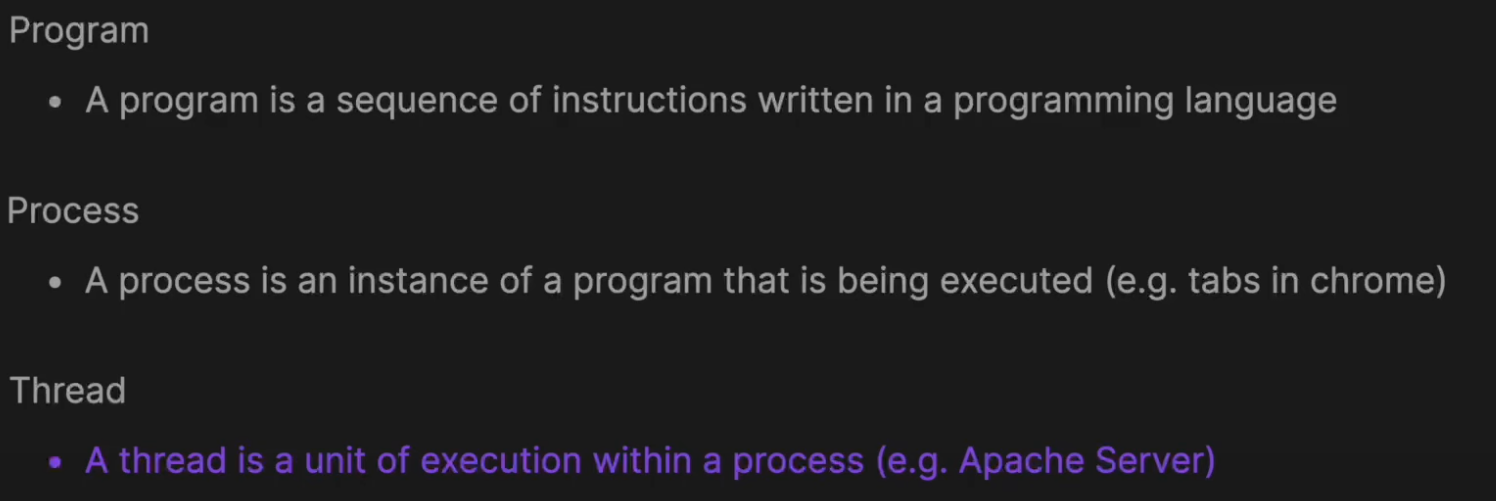 Program
• A program is a sequence of instructions written in a programming language
Process
• A process is an instance of a program that is being executed (e.g. tabs in chrome)
Thread
• A thread is a unit of execution within a process (e.g. Apache Server)